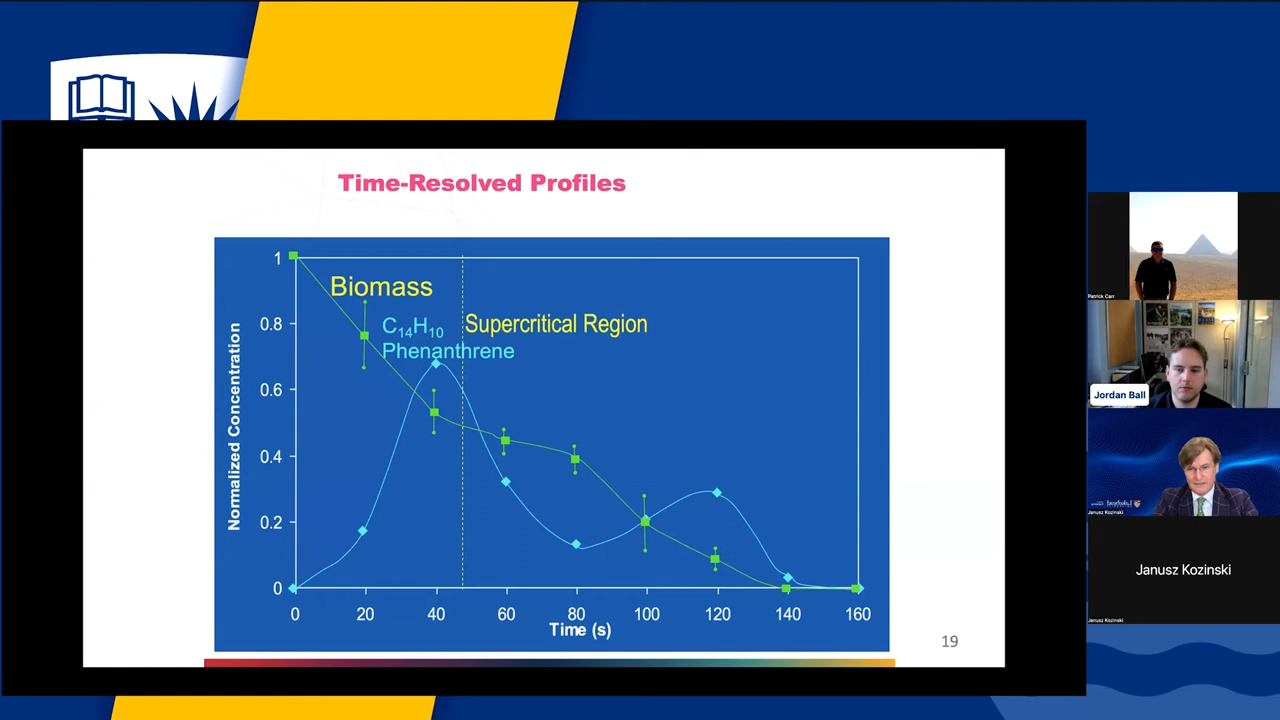 Time-Resolved Profiles
Biomass
C14H10
Phenanthrene
Supercritical Region
Normalized Concentration
1
0.8
0.6
0.4
0.2
0
0 20 40 60 80 100 120 140 160
Time (s)
19
Patrick Carr
Jordan Ball
Janusz Kozinski
Janusz Kozinski
Janusz Kozinski